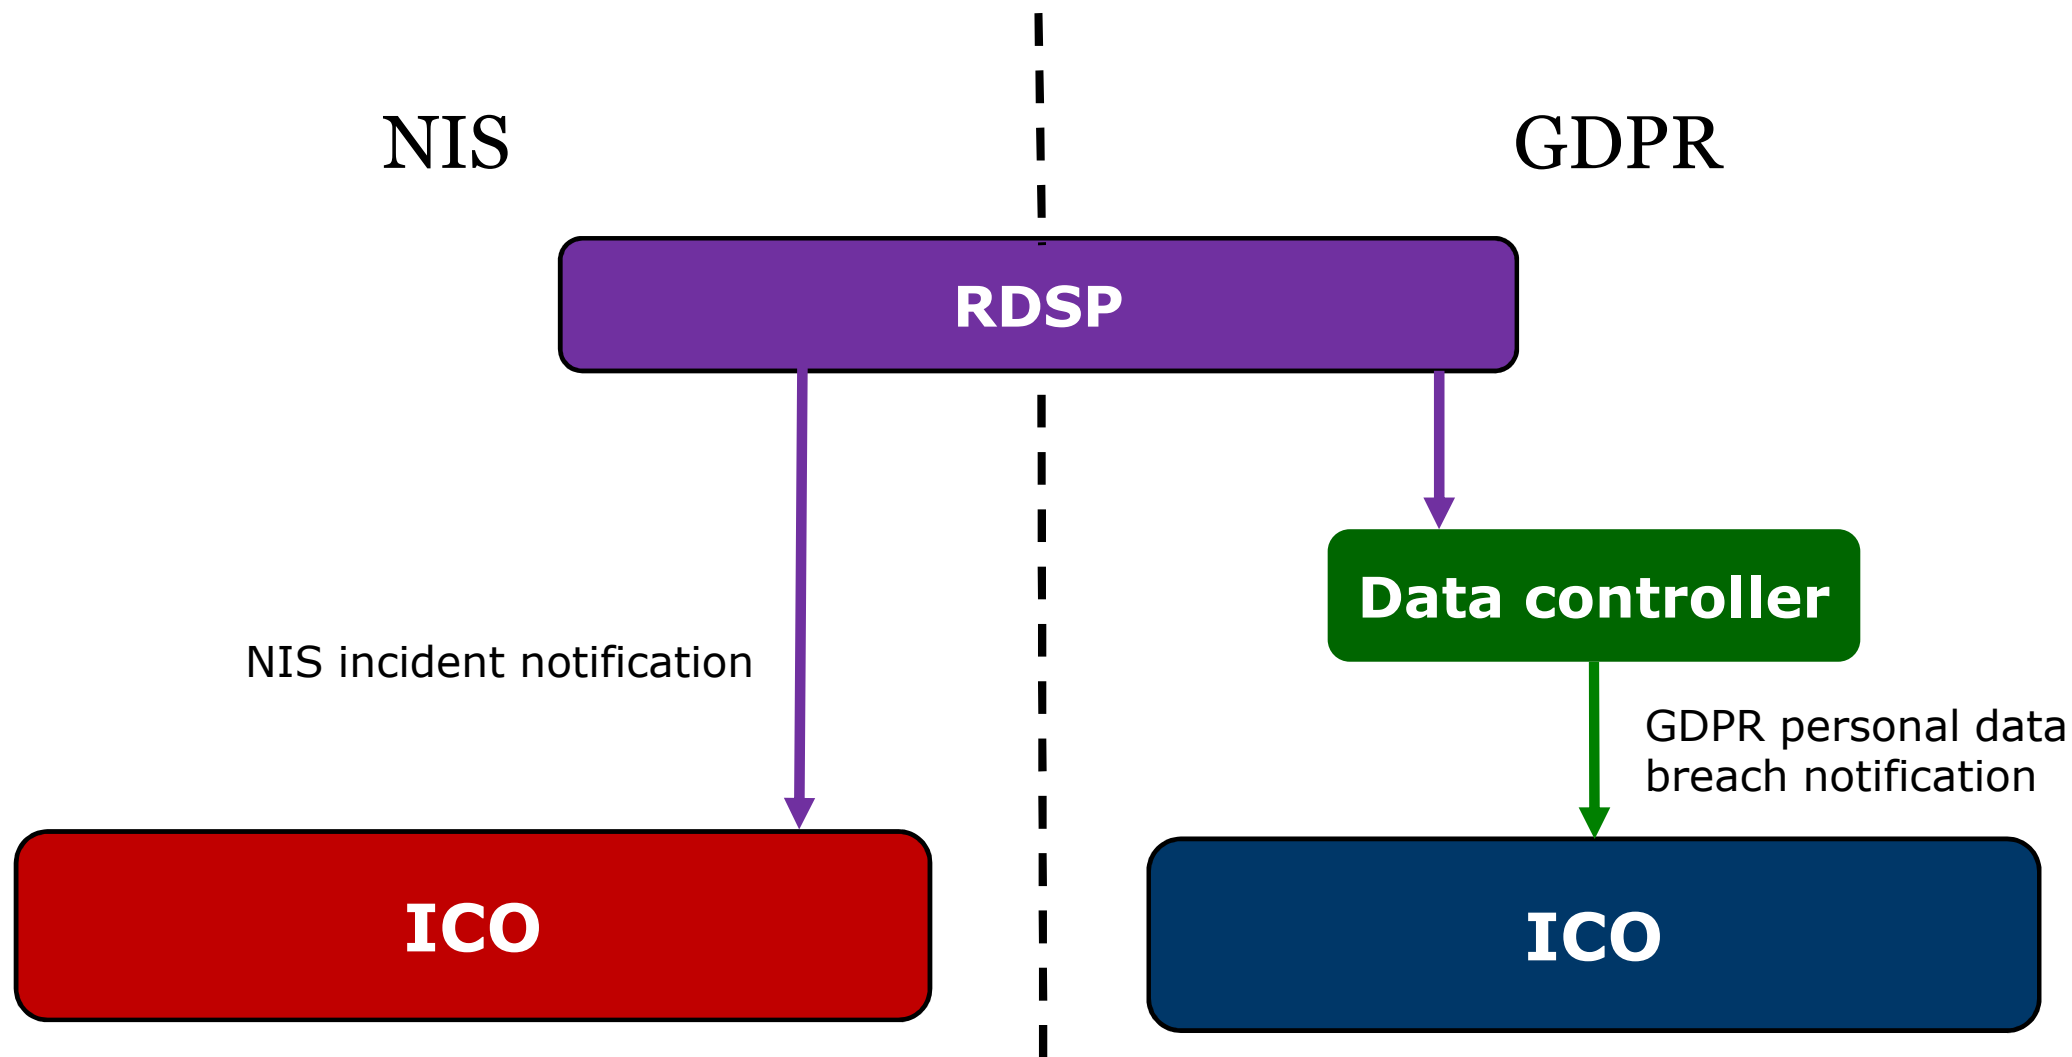 NIS
GDPR
RDSP
Data controller
NIS incident notification
GDPR personal data
breach notification
ICO
ICO